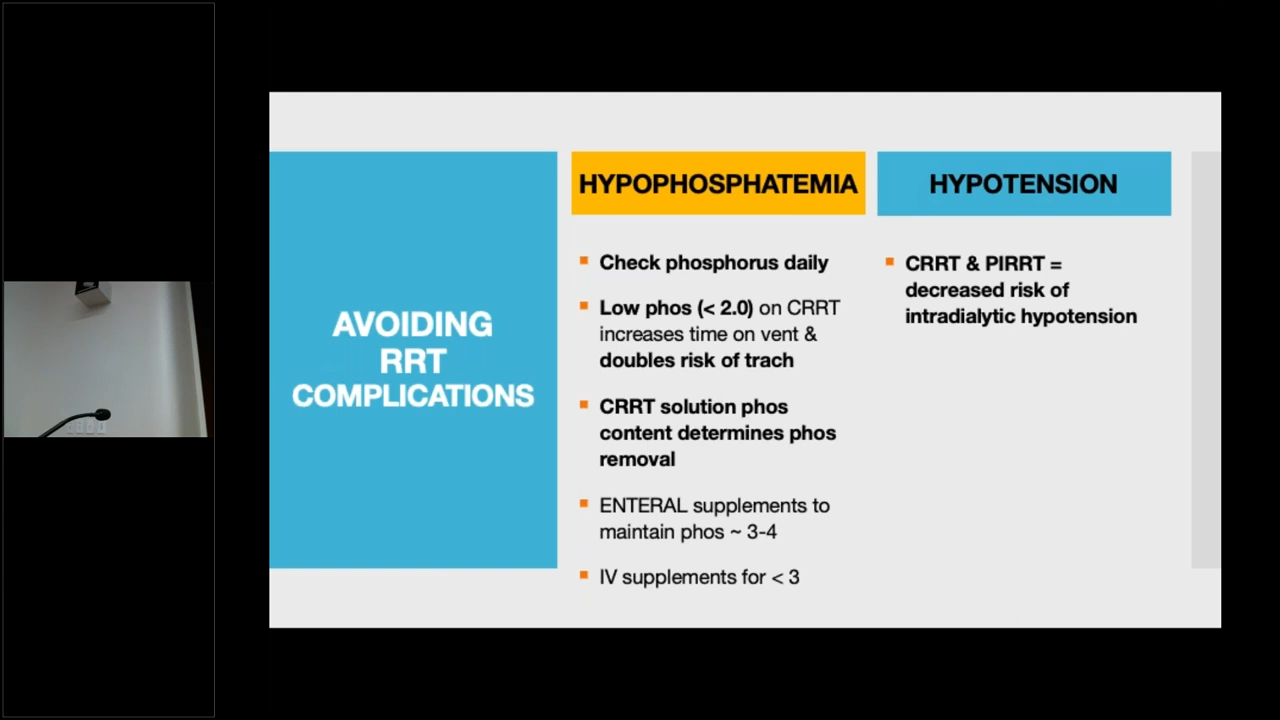 AVOIDING
RRT
COMPLICATIONS
HYPOPHOSPHATEMIA
Check phosphorus daily
Low phos (< 2.0) on CRRT
increases time on vent &
doubles risk of trach
CRRT solution phos
content determines phos
removal
ENTERAL supplements to
maintain phos ~ 3-4
IV supplements for < 3
HYPOTENSION
CRRT & PIRRT =
decreased risk of
intradialytic hypotension